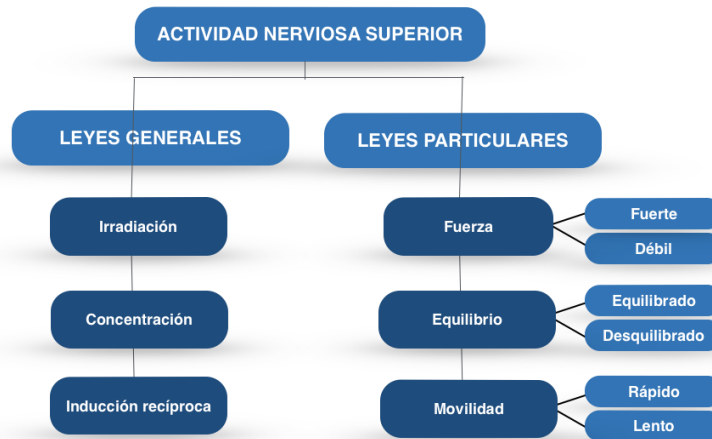 ACTIVIDAD NERVIOSA SUPERIOR
LEYES GENERALES
LEYES PARTICULARES
Irradiación
Fuerza
Fuerte
Débil
Concentración
Equilibrio
Equilibrado
Desquilibrado
Inducción recíproca
Movilidad
Rápido
Lento